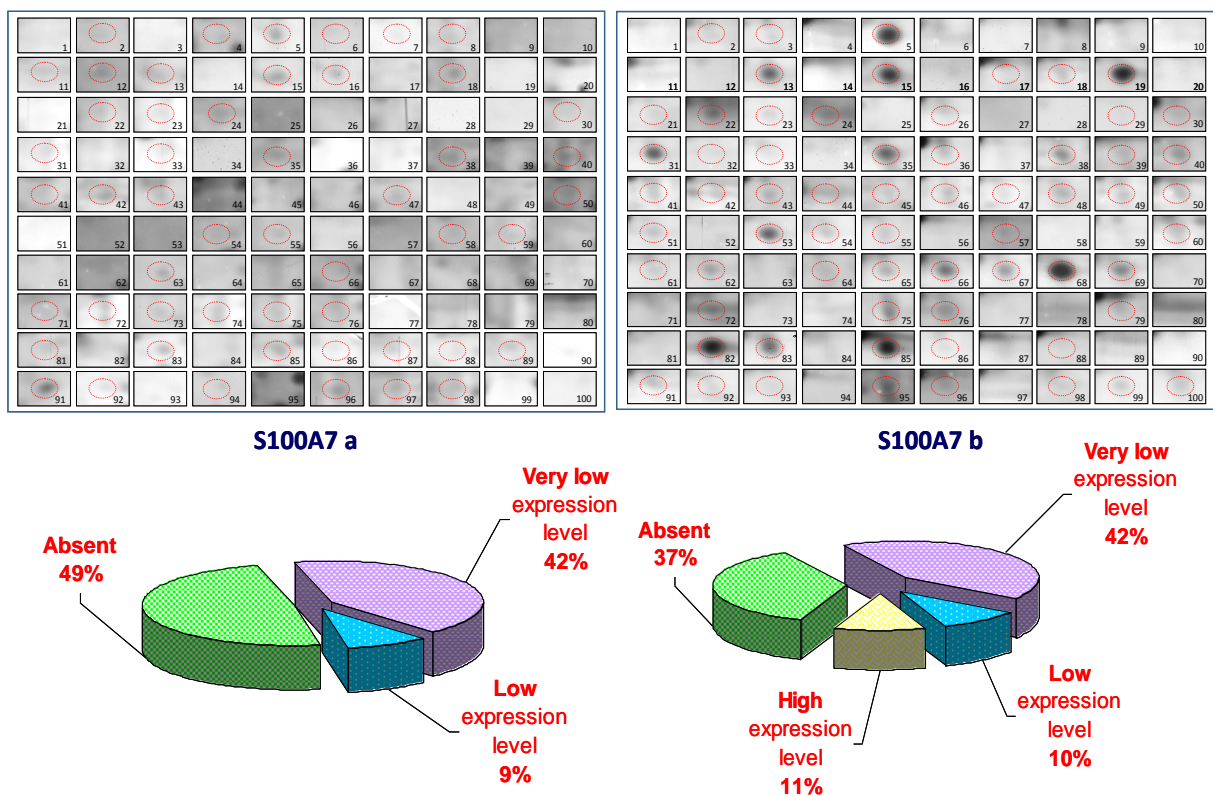 1 2 3 4 5 6 7 8 9 10
11 12 13 14 15 16 17 18 19 20
21 22 23 24 25 26 27 28 29 30
31 32 33 34 35 36 37 38 39 40
41 42 43 44 45 46 47 48 49 50
51 52 53 54 55 56 57 58 59 60
61 62 63 64 65 66 67 68 69 70
71 72 73 74 75 76 77 78 79 80
81 82 83 84 85 86 87 88 89 90
91 92 93 94 95 96 97 98 99 100
S100A7 a
1 2 3 4 5 6 7 8 9 10
11 12 13 14 15 16 17 18 19 20
21 22 23 24 25 26 27 28 29 30
31 32 33 34 35 36 37 38 39 40
41 42 43 44 45 46 47 48 49 50
51 52 53 54 55 56 57 58 59 60
61 62 63 64 65 66 67 68 69 70
71 72 73 74 75 76 77 78 79 80
81 82 83 84 85 86 87 88 89 90
91 92 93 94 95 96 97 98 99 100
S100A7 b
Absent
49%
Very low
expression
level
42%
Low
expression
level
9%
Absent
37%
Very low
expression
level
42%
High
expression
level
11%
Low
expression
level
10%